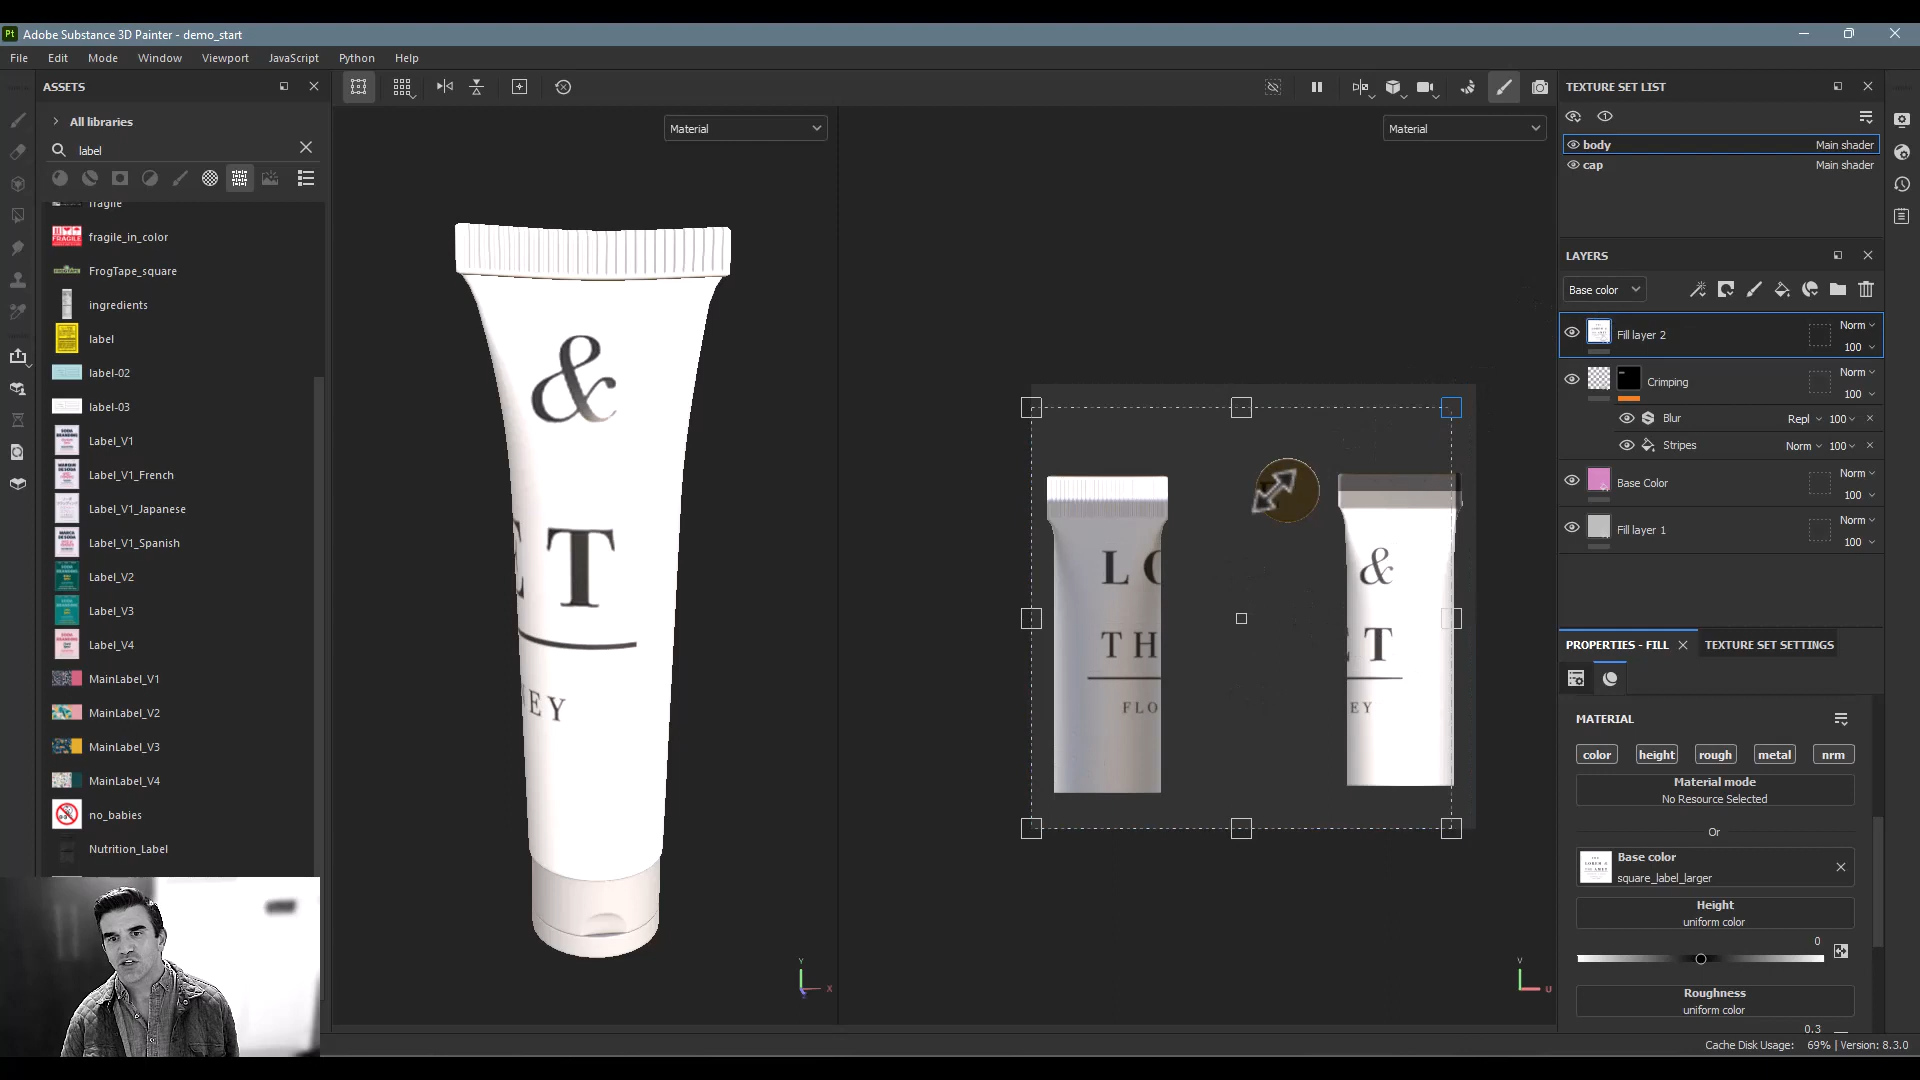 Pt Adobe Substance 3D Painter - demo_start
File Edit Mode Window Viewport JavaScript Python Help
ASSETS
All libraries
label
fragile
fragile_in_color
FrogTape_square
ingredients
label
label-02
label-03
Label_V1
Label_V1_French
Label_V1_Japanese
Label_V1_Spanish
Label_V2
Label_V3
Label_V4
MainLabel_V1
MainLabel_V2
MainLabel_V3
MainLabel_V4
no_babies
Nutrition_Label
Material
&
E T
NEY
Y
X
Material
L O
TH
FLO
&
E T
EY
V
U
TEXTURE SET LIST
body Main shader
cap Main shader
LAYERS
Base color
Fill layer 2 Norm 100
Crimping Norm 100
Blur Repl 100
Stripes Norm 100
Base Color Norm 100
Fill layer 1 Norm 100
PROPERTIES - FILL TEXTURE SET SETTINGS
MATERIAL
color height rough metal nrm
Material mode
No Resource Selected
Or
Base color
square_label_larger
Height
uniform color
0
Roughness
uniform color
0.3
Cache Disk Usage: 69% | Version: 8.3.0